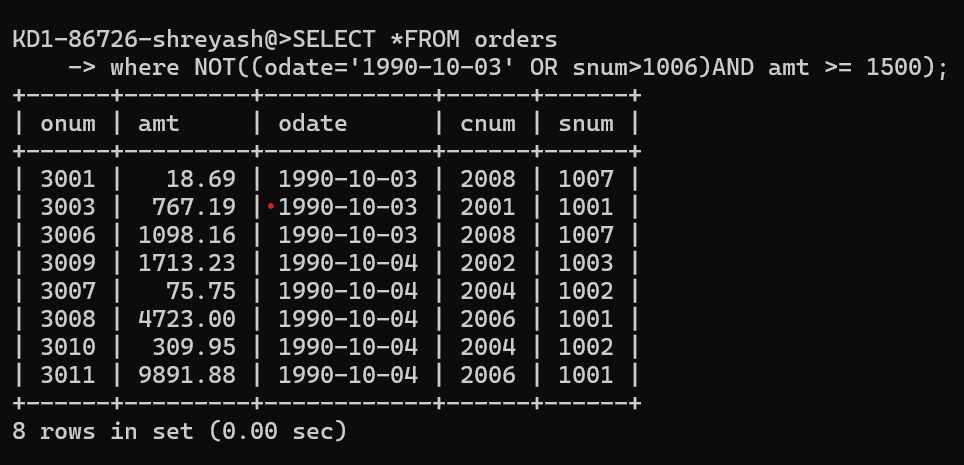 KD1-86726-shreyash@>SELECT *FROM orders
    -> where NOT((odate='1990-10-03' OR snum>1006)AND amt >= 1500);
+------+---------+------------+------+------+
| onum | amt     | odate      | cnum | snum |
+------+---------+------------+------+------+
| 3001 |   18.69 | 1990-10-03 | 2008 | 1007 |
| 3003 |  767.19 | 1990-10-03 | 2001 | 1001 |
| 3006 | 1098.16 | 1990-10-03 | 2008 | 1007 |
| 3009 | 1713.23 | 1990-10-04 | 2002 | 1003 |
| 3007 |   75.75 | 1990-10-04 | 2004 | 1002 |
| 3008 | 4723.00 | 1990-10-04 | 2006 | 1001 |
| 3010 |  309.95 | 1990-10-04 | 2004 | 1002 |
| 3011 | 9891.88 | 1990-10-04 | 2006 | 1001 |
+------+---------+------------+------+------+
8 rows in set (0.00 sec)